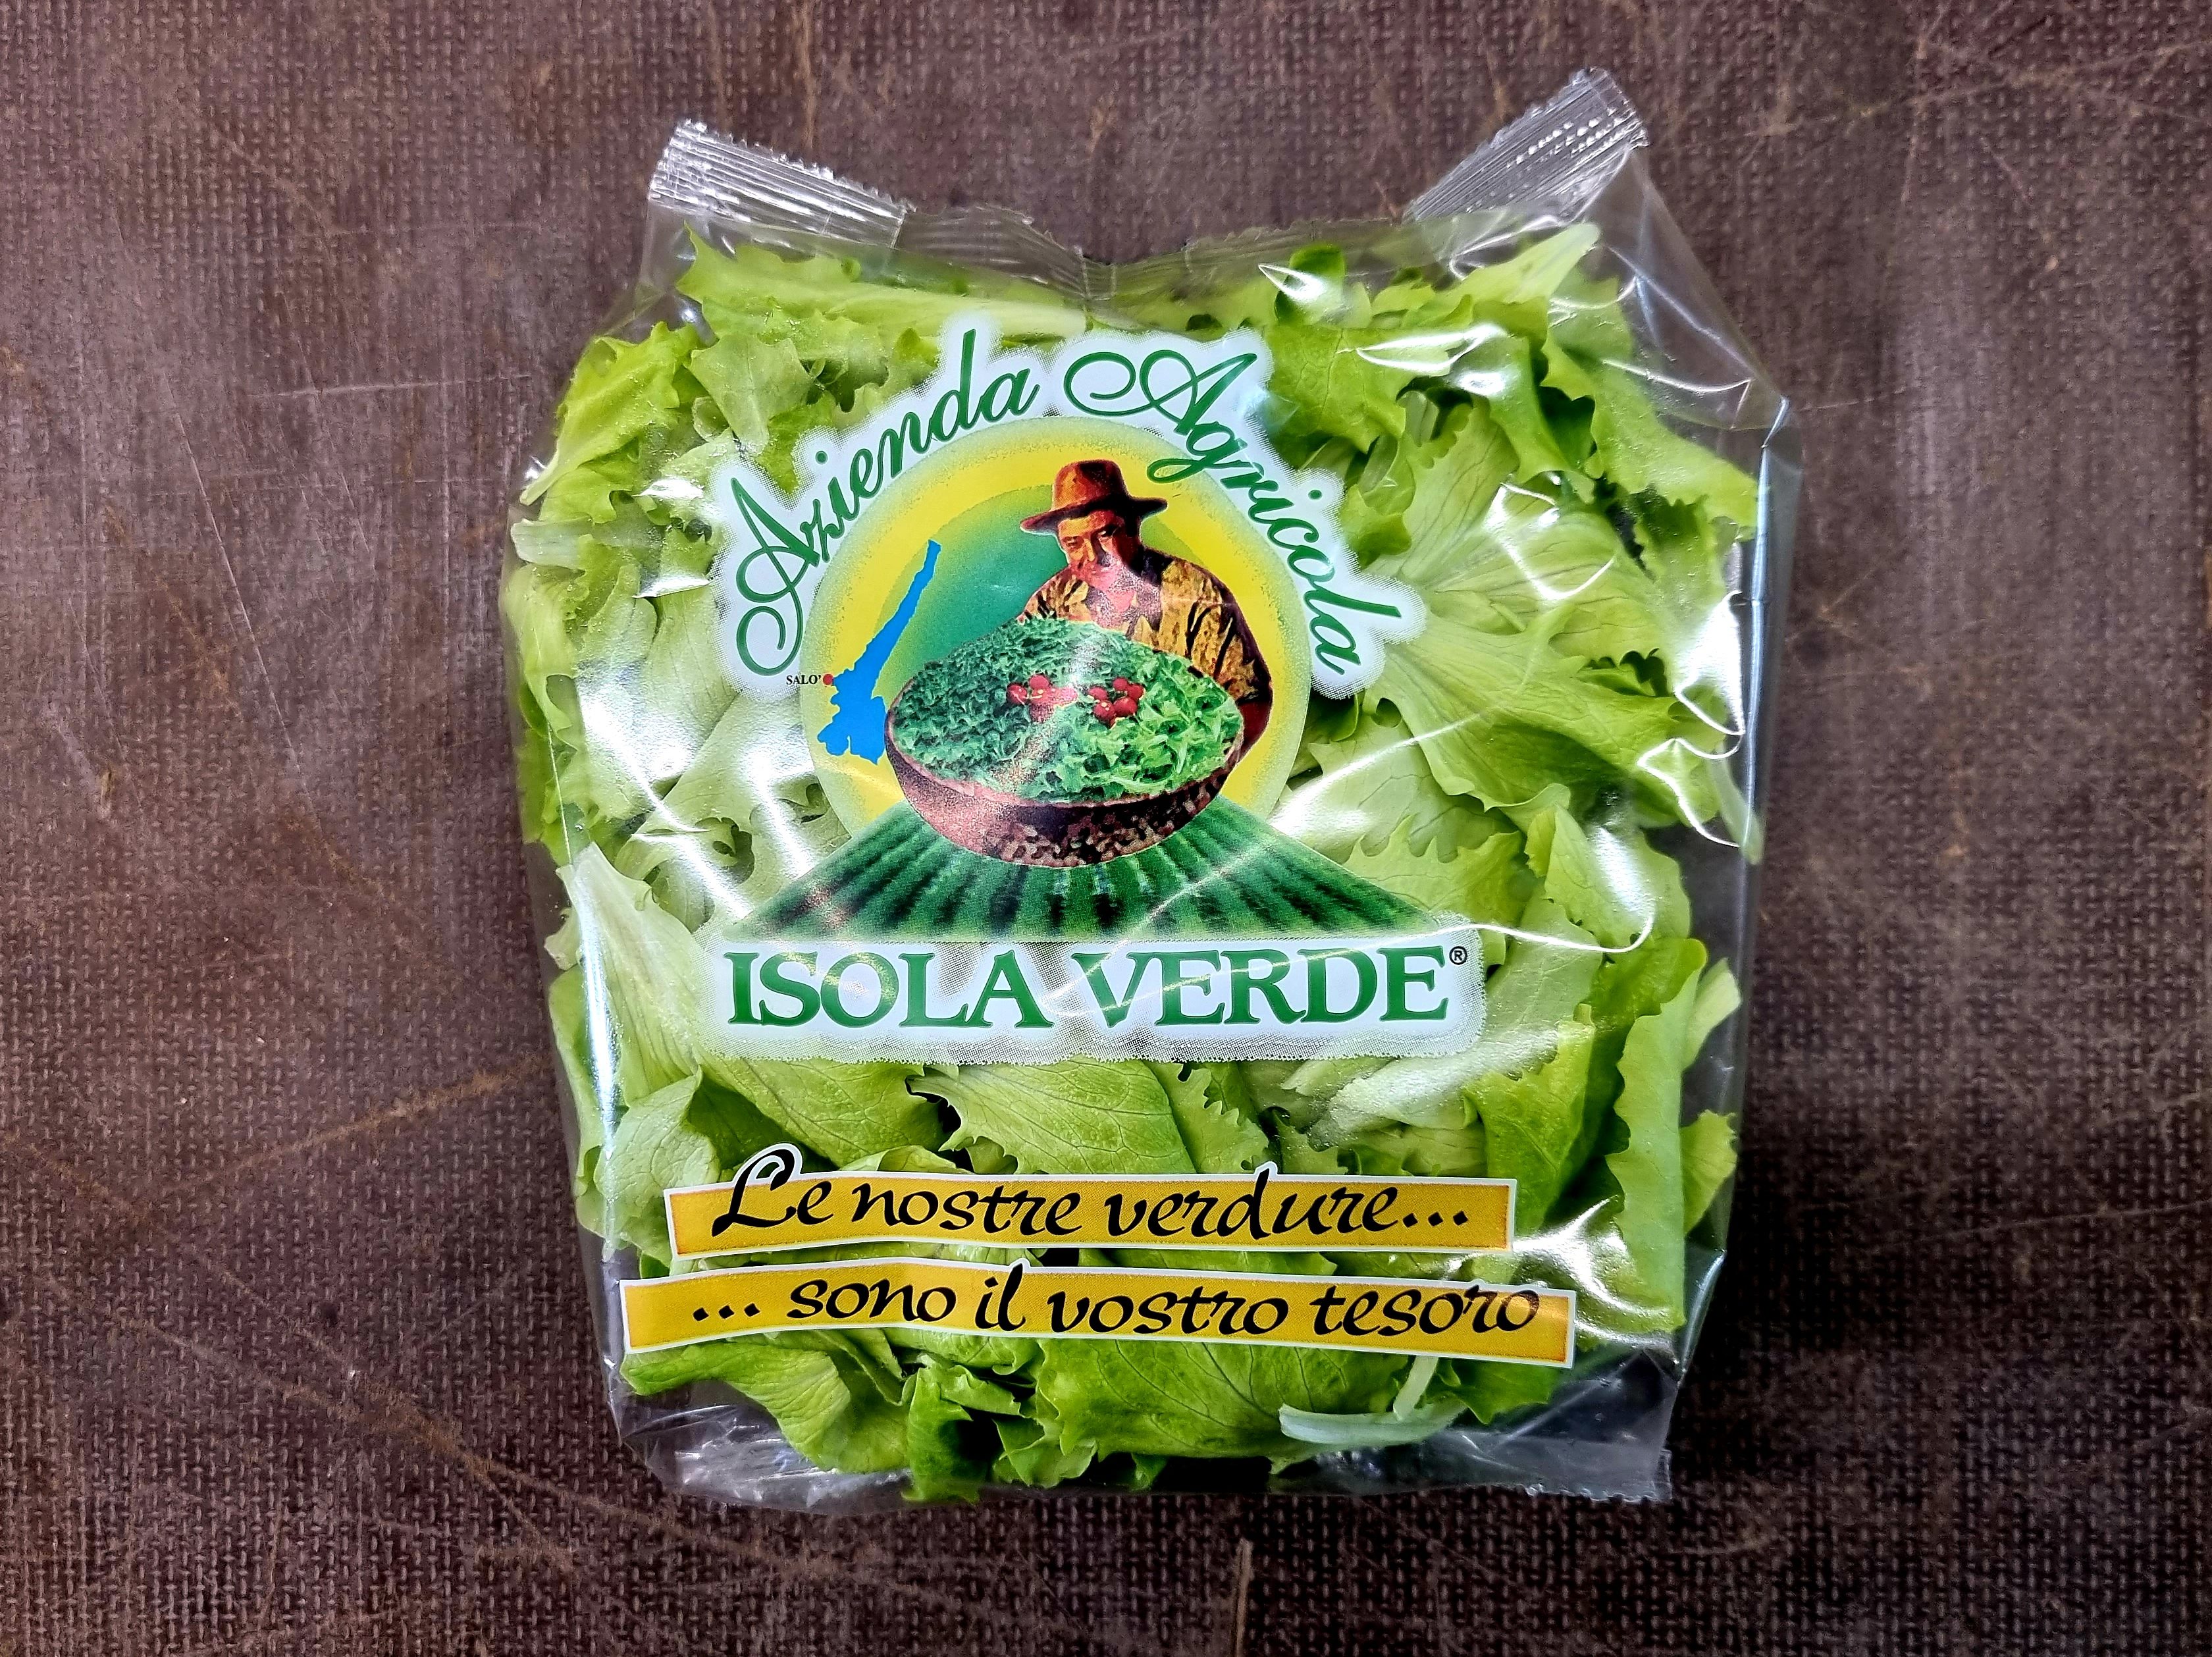 Azienda Agricola
SALO'
ISOLA VERDE®
Le nostre verdure...
... sono il vostro tesoro